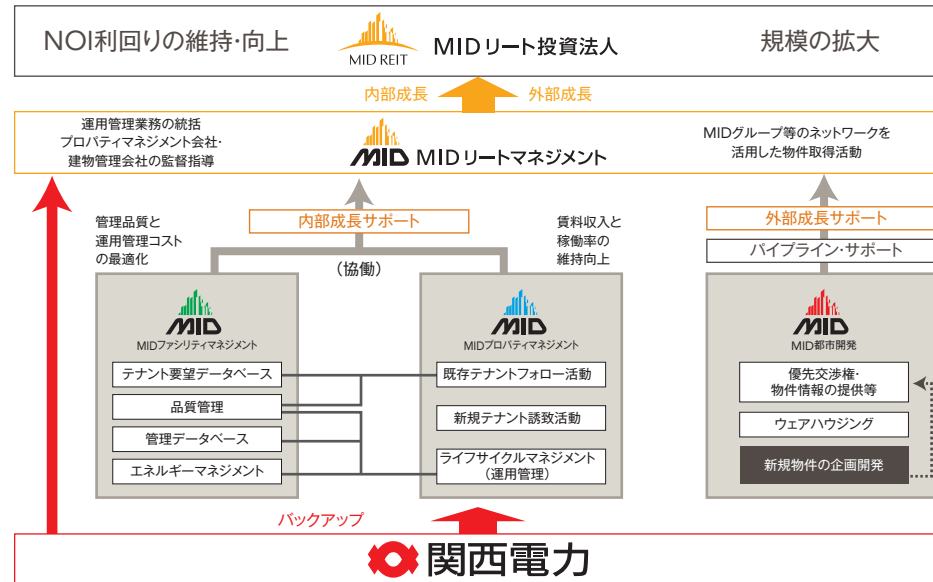 NOI利回りの維持・向上
MID REIT
MIDリート投資法人
規模の拡大
内部成長
外部成長
運用管理業務の統括
プロパティマネジメント会社・
建物管理会社の監督指導
MID MIDリートマネジメント
MIDグループ等のネットワークを
活用した物件取得活動
管理品質と
運用管理コスト
の最適化
内部成長サポート
(協働)
賃料収入と
稼働率の
維持向上
外部成長サポート
パイプライン・サポート
MID
MIDファシリティマネジメント
テナント要望データベース
品質管理
管理データベース
エネルギーマネジメント
MID
MIDプロパティマネジメント
既存テナントフォロー活動
新規テナント誘致活動
ライフサイクルマネジメント
(運用管理)
MID
MID都市開発
優先交渉権・
物件情報の提供等
ウェアハウジング
新規物件の企画開発
バックアップ
関西電力